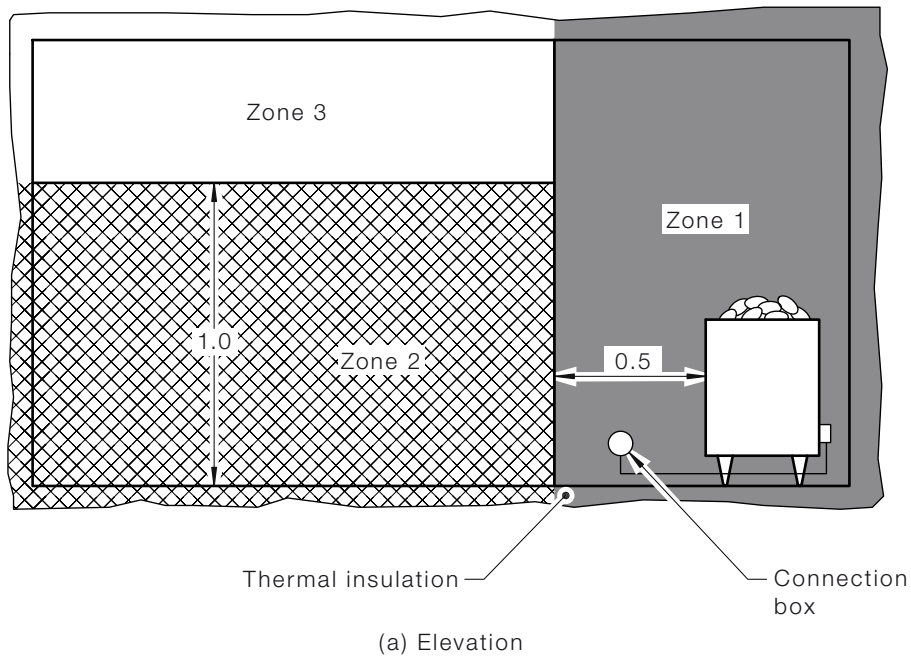 Zone 3
Zone 1
1.0
Zone 2
0.5
Thermal insulation
Connection
box
(a) Elevation